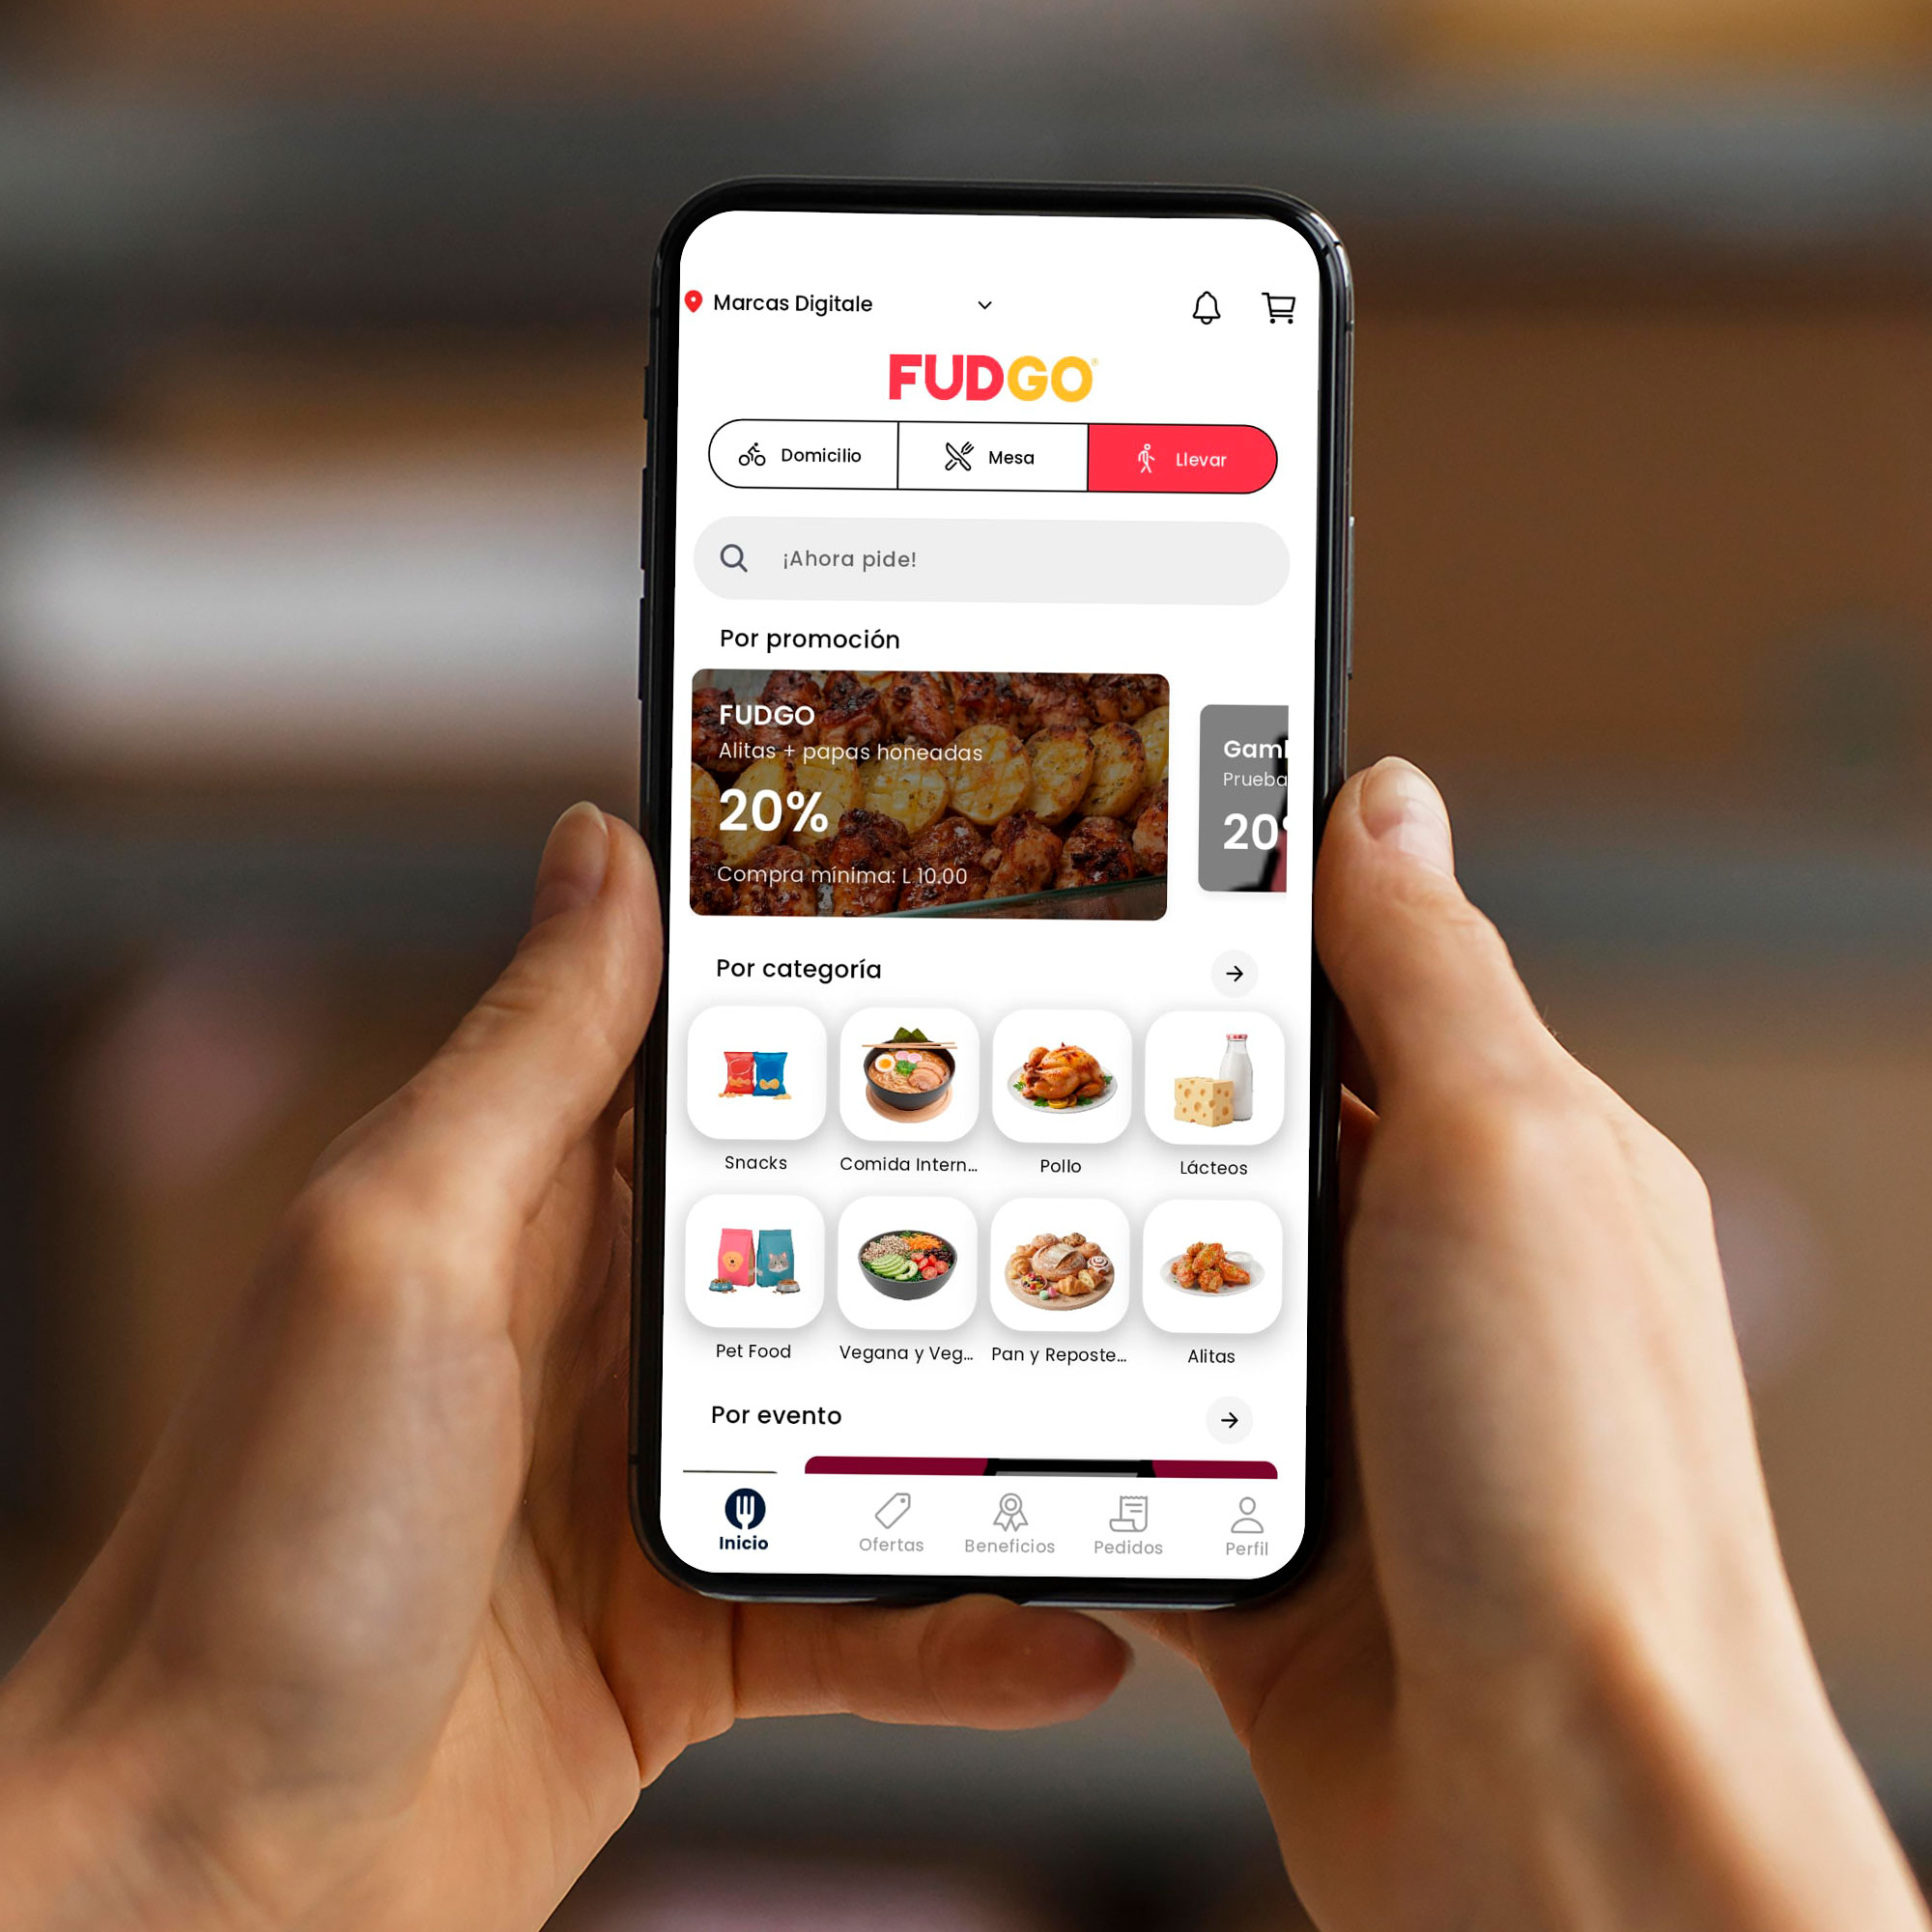 Marcas Digitale
FUDGO
Domicilio
Mesa
Llevar
¡Ahora pide!
Por promoción
FUDGO
Alitas + papas honeadas
20%
Compra mínima: L 10.00
Prueba
20
Por categoría
Snacks
Comida Intern...
Pollo
Lácteos
Pet Food
Vegana y Veg...
Pan y Reposte...
Alitas
Por evento
Inicio
Ofertas
Beneficios
Pedidos
Perfil